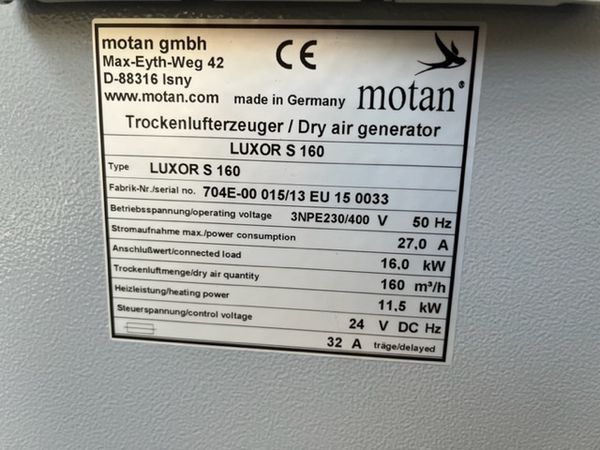 motan gmbh
Max-Eyth-Weg 42
D-88316 Isny
www.motan.com made in Germany
CE
motan®
Trockenlufterzeuger / Dry air generator
LUXOR S 160
Type LUXOR S 160
Fabrik-Nr./serial no. 704E-00 015/13 EU 15 0033
Betriebsspannung/operating voltage 3NPE230/400 V 50 Hz
Stromaufnahme max./power consumption 27,0 A
Anschlußwert/connected load 16,0 kW
Trockenluftmenge/dry air quantity 160 m³/h
Heizleistung/heating power 11,5 kW
Steuerspannung/control voltage 24 V DC Hz
32 A träge/delayed